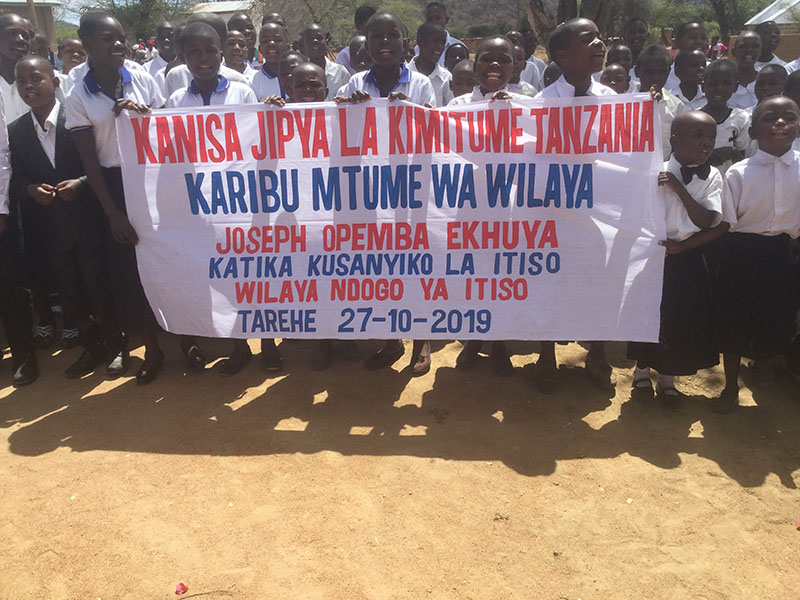 KANISA JIPYA LA KIMITUME TANZANIA
KARIBU MTUME WA WILAYA
JOSEPH OPEMBA EKHUYA
KATIKA KUSANYIKO LA ITISO
WILAYA NDOGO YA ITISO
TAREHE 27-10-2019